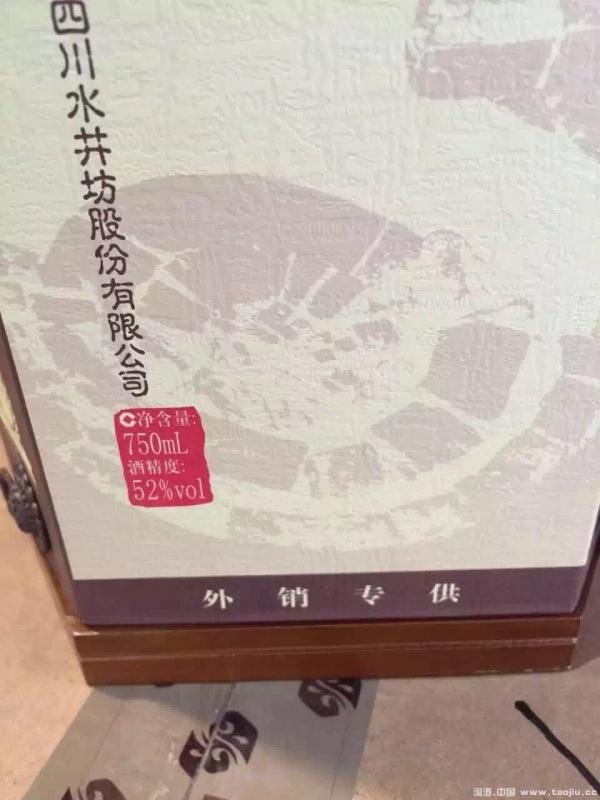 四川水井坊股份有限公司
净含量:
750mL
酒精度:
52%vol
外销专供
淘酒.中国 www.taojiu.cc